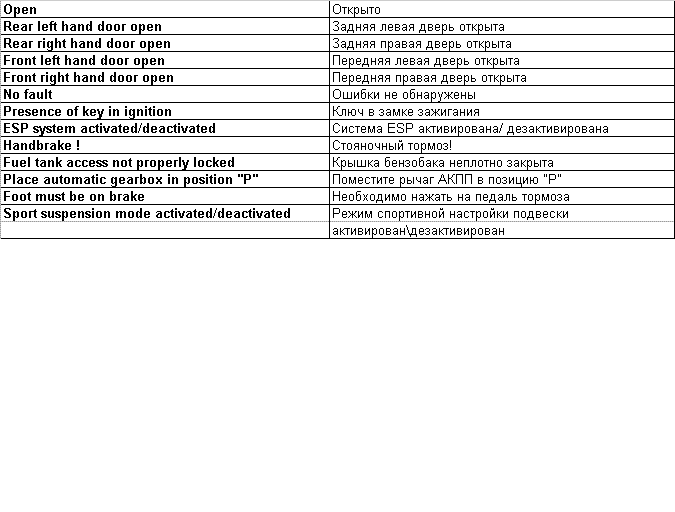 Open Открыто
Rear left hand door open Задняя левая дверь открыта
Rear right hand door open Задняя правая дверь открыта
Front left hand door open Передняя левая дверь открыта
Front right hand door open Передняя правая дверь открыта
No fault Ошибки не обнаружены
Presence of key in ignition Ключ в замке зажигания
ESP system activated/deactivated Система ESP активирована/ дезактивирована
Handbrake ! Стояночный тормоз!
Fuel tank access not properly locked Крышка бензобака неплотно закрыта
Place automatic gearbox in position "P" Поместите рычаг АКПП в позицию "P"
Foot must be on brake Необходимо нажать на педаль тормоза
Sport suspension mode activated/deactivated Режим спортивной настройки подвески
активирован\дезактивирован